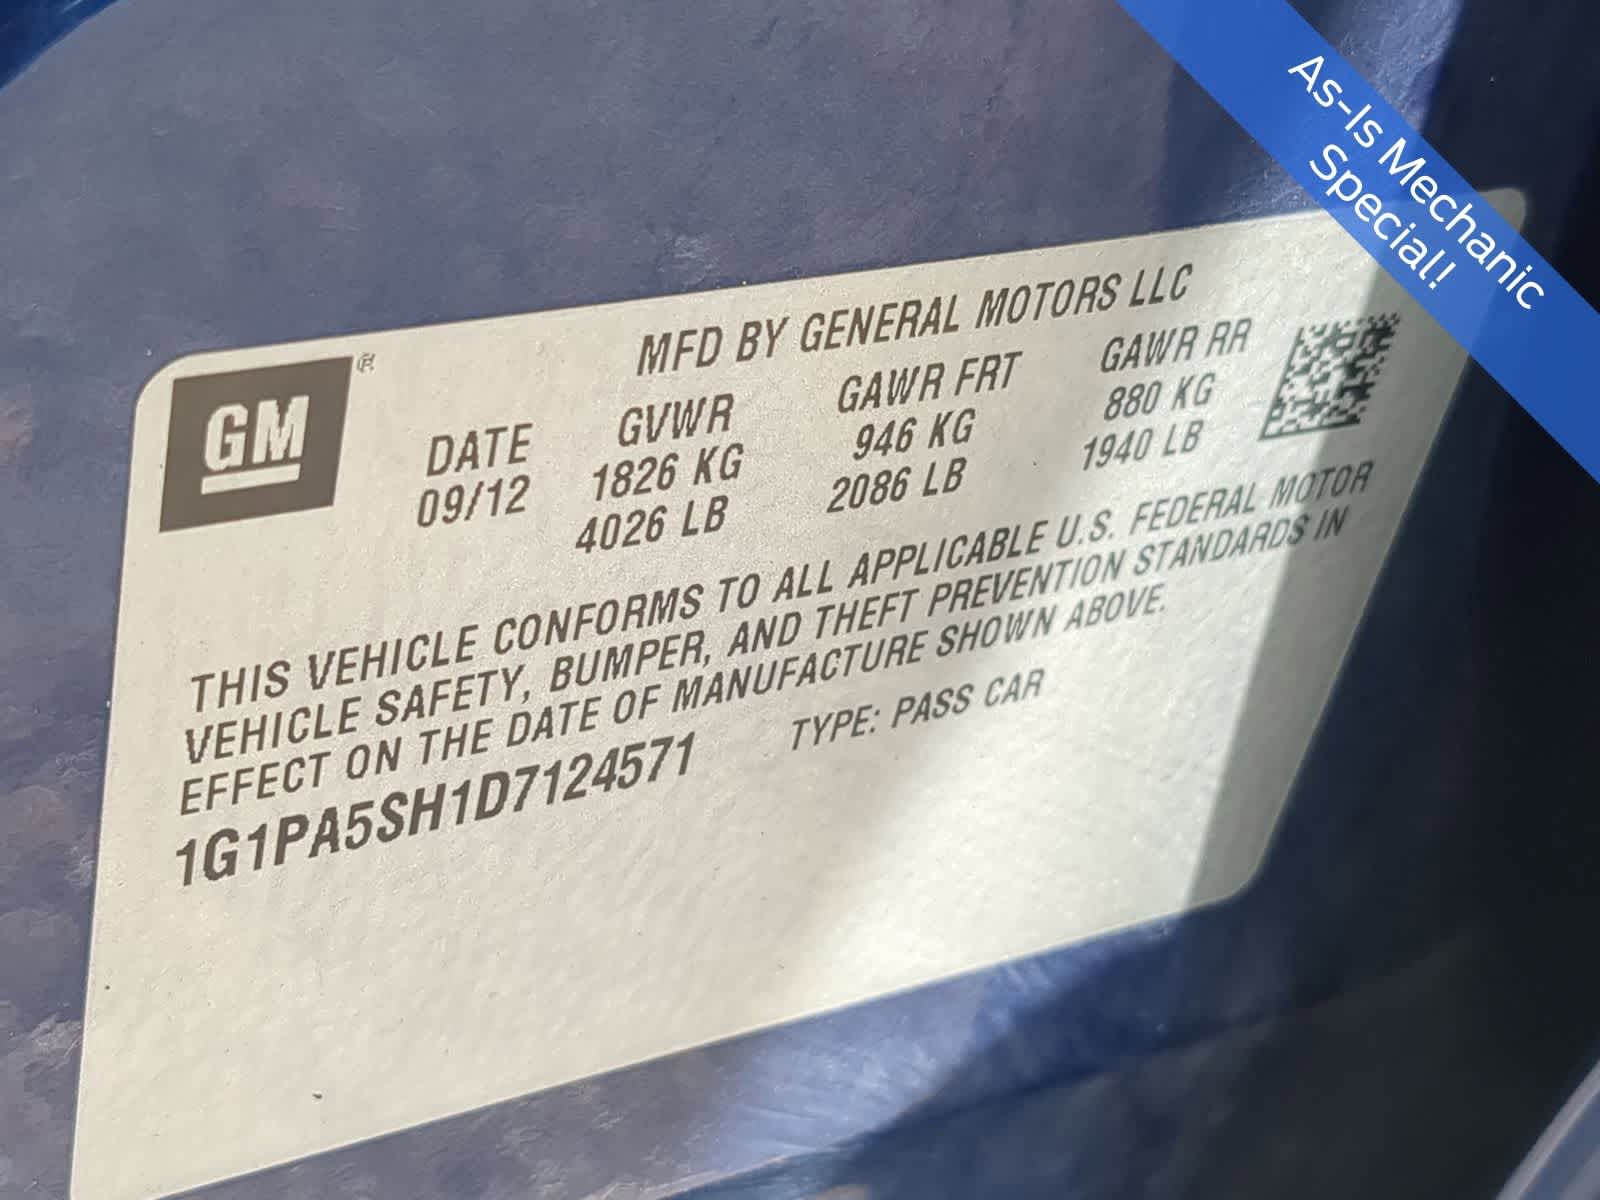 As-Is Mechanic
Special!
GM
MFD BY GENERAL MOTORS LLC
DATE GVWR GAWR FRT GAWR RR
09/12 1826 KG 946 KG 880 KG
4026 LB 2086 LB 1940 LB
THIS VEHICLE CONFORMS TO ALL APPLICABLE U.S. FEDERAL MOTOR
VEHICLE SAFETY, BUMPER, AND THEFT PREVENTION STANDARDS IN
EFFECT ON THE DATE OF MANUFACTURE SHOWN ABOVE.
1G1PA5SH1D7124571 TYPE: PASS CAR